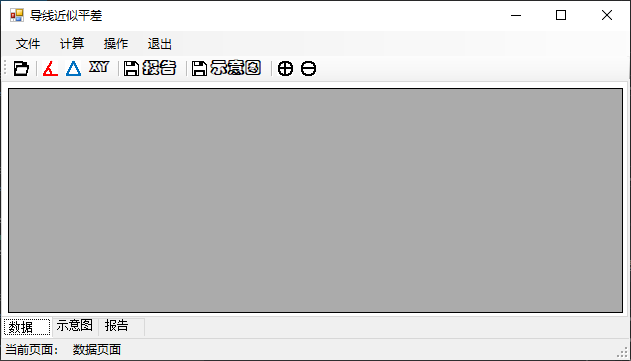 导线近似平差
文件 计算 操作 退出
XY 报告 示意图
数据 示意图 报告
当前页面： 数据页面